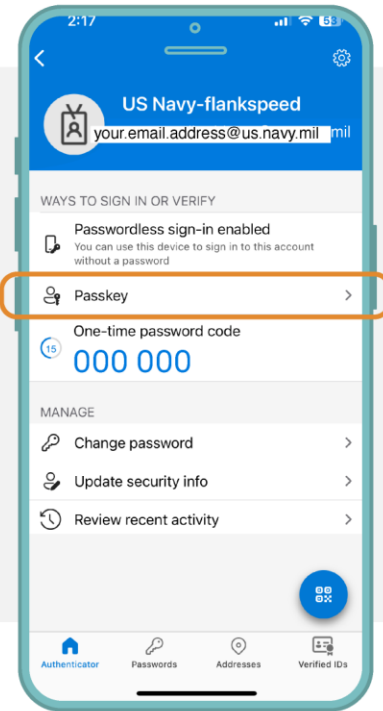 2:17
53
US Navy-flankspeed
your.email.address@us.navy.mil mil
WAYS TO SIGN IN OR VERIFY
Passwordless sign-in enabled
You can use this device to sign in to this account
without a password
Passkey
One-time password code
15
000 000
MANAGE
Change password
Update security info
Review recent activity
Authenticator Passwords Addresses Verified IDs